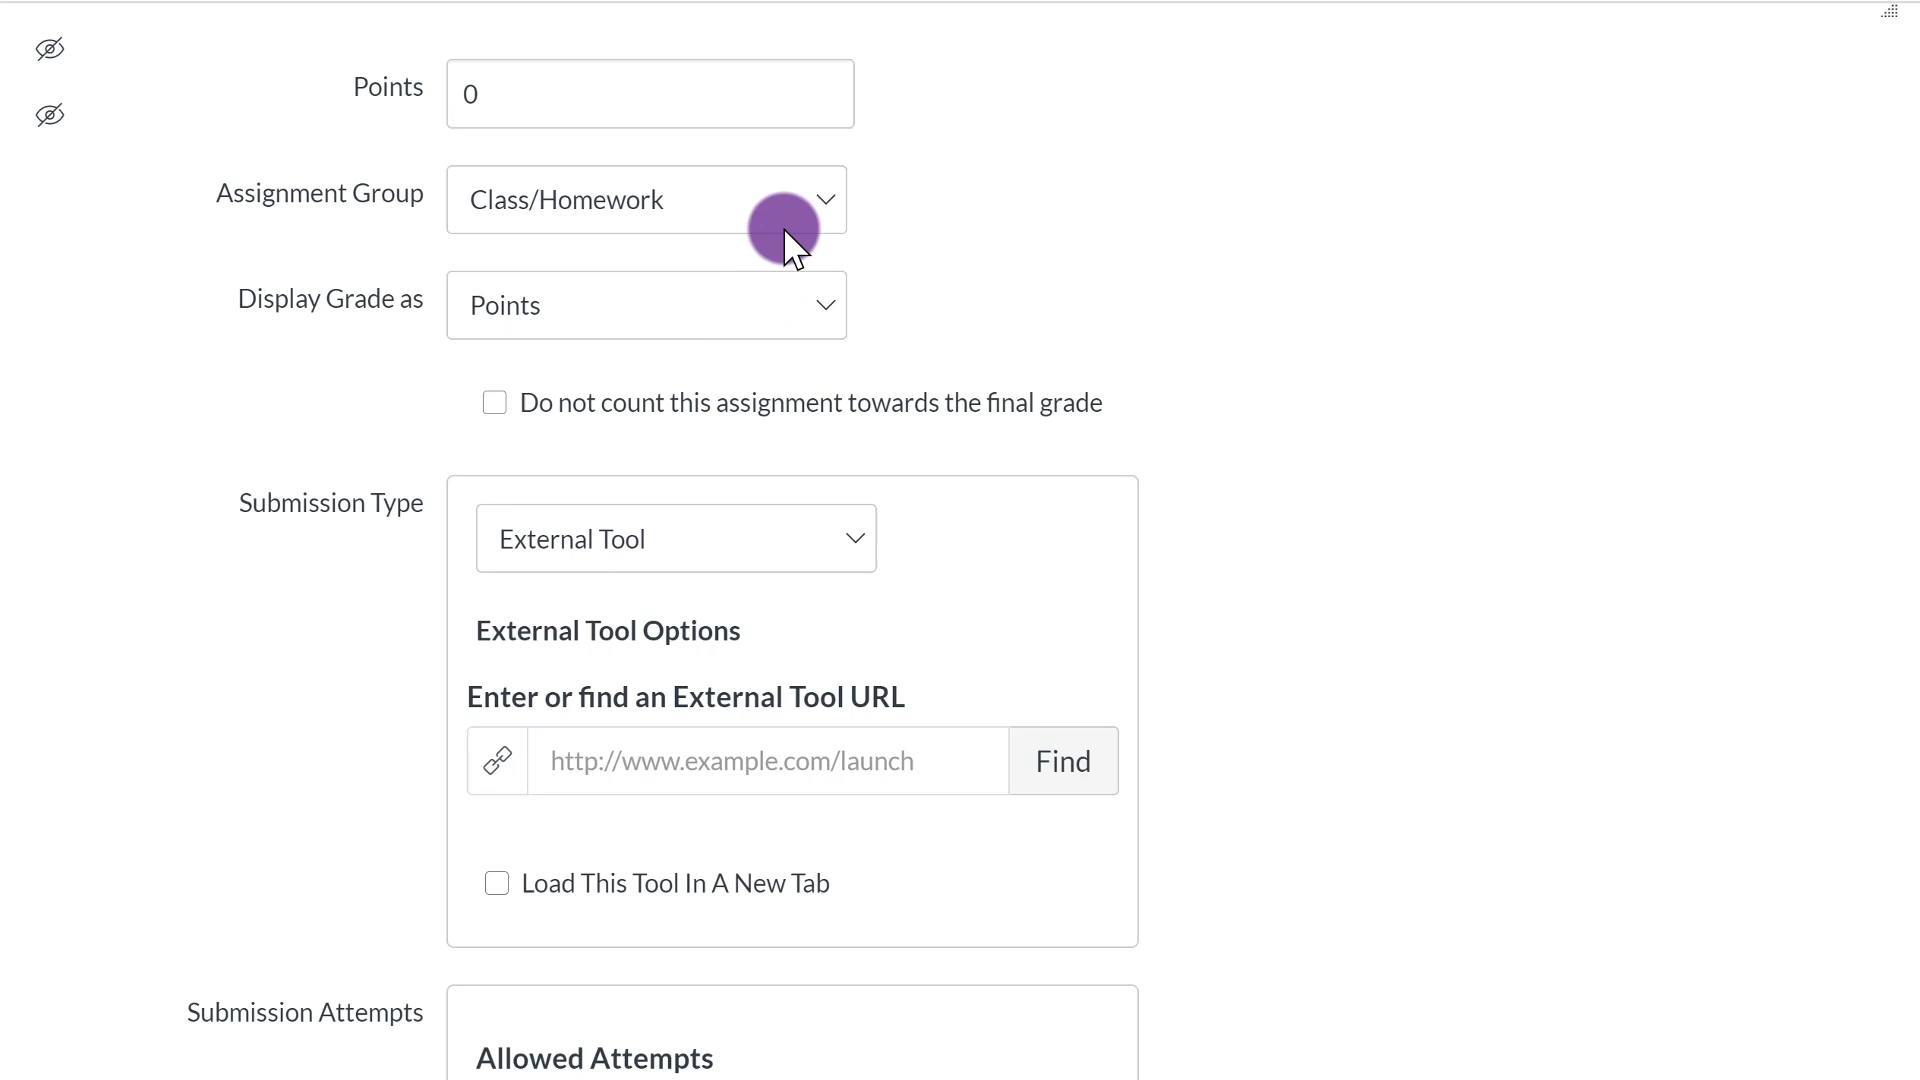 Points
0
Assignment Group
Class/Homework
Display Grade as
Points
Do not count this assignment towards the final grade
Submission Type
External Tool
External Tool Options
Enter or find an External Tool URL
http://www.example.com/launch
Find
Load This Tool In A New Tab
Submission Attempts
Allowed Attempts